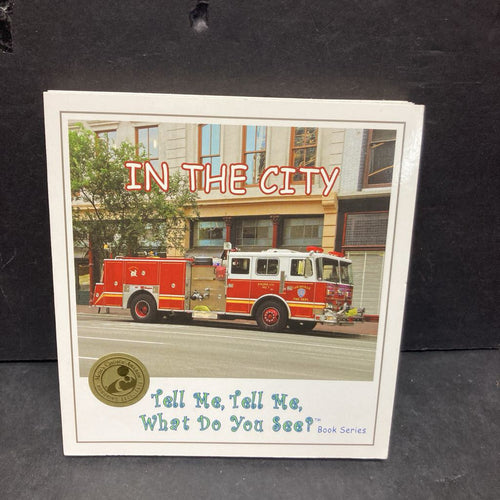 IN THE CITY
Tell Me, Tell Me,
What Do You See?™ Book Series